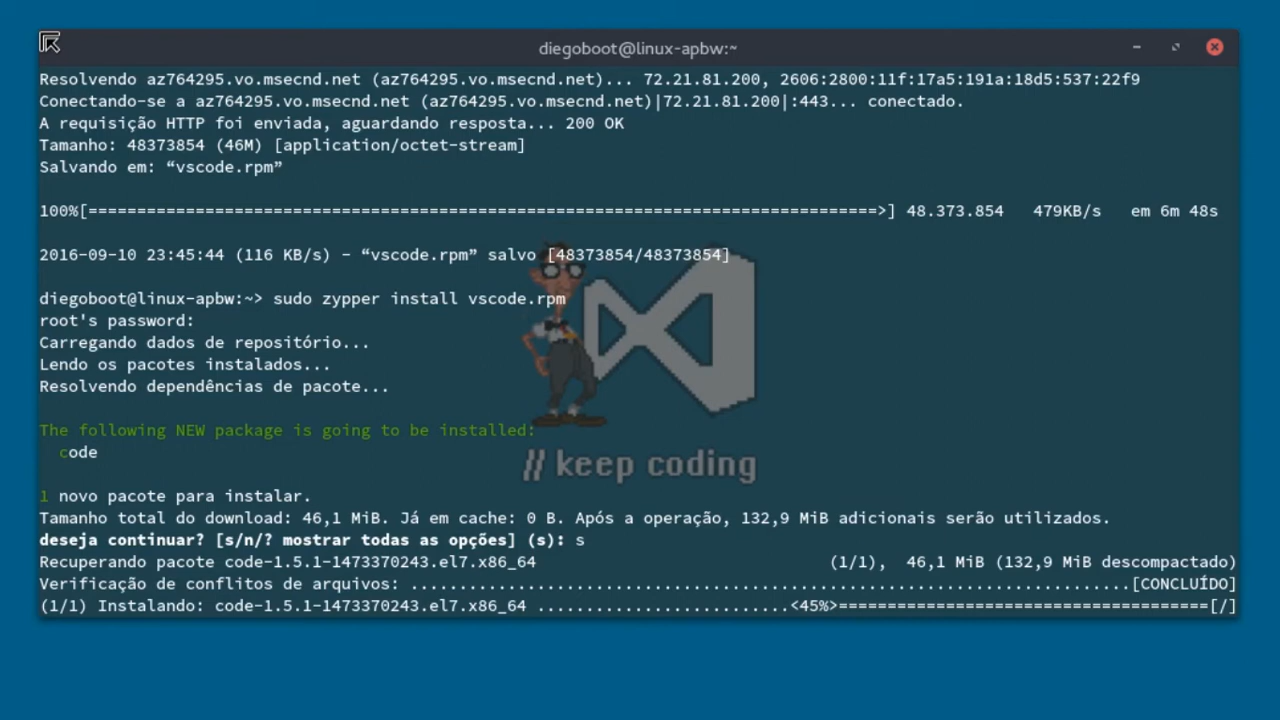 diegoboot@linux-apbw:~
Resolvendo az764295.vo.msecnd.net (az764295.vo.msecnd.net)... 72.21.81.200, 2606:2800:11f:17a5:191a:18d5:537:22f9
Conectando-se a az764295.vo.msecnd.net (az764295.vo.msecnd.net)|72.21.81.200|:443... conectado.
A requisição HTTP foi enviada, aguardando resposta... 200 OK
Tamanho: 48373854 (46M) [application/octet-stream]
Salvando em: “vscode.rpm”
100%[=================================================================================>] 48.373.854   479KB/s   em 6m 48s
2016-09-10 23:45:44 (116 KB/s) - “vscode.rpm” salvo [48373854/48373854]
diegoboot@linux-apbw:~> sudo zypper install vscode.rpm
root's password:
Carregando dados de repositório...
Lendo os pacotes instalados...
Resolvendo dependências de pacote...
The following NEW package is going to be installed:
  code
// keep coding
1 novo pacote para instalar.
Tamanho total do download: 46,1 MiB. Já em cache: 0 B. Após a operação, 132,9 MiB adicionais serão utilizados.
deseja continuar? [s/n/? mostrar todas as opções] (s): s
Recuperando pacote code-1.5.1-1473370243.el7.x86_64                              (1/1),  46,1 MiB (132,9 MiB descompactado)
Verificação de conflitos de arquivos: ..........................................................................[CONCLUÍDO]
(1/1) Instalando: code-1.5.1-1473370243.el7.x86_64 ..........................<45%>======================================[/]